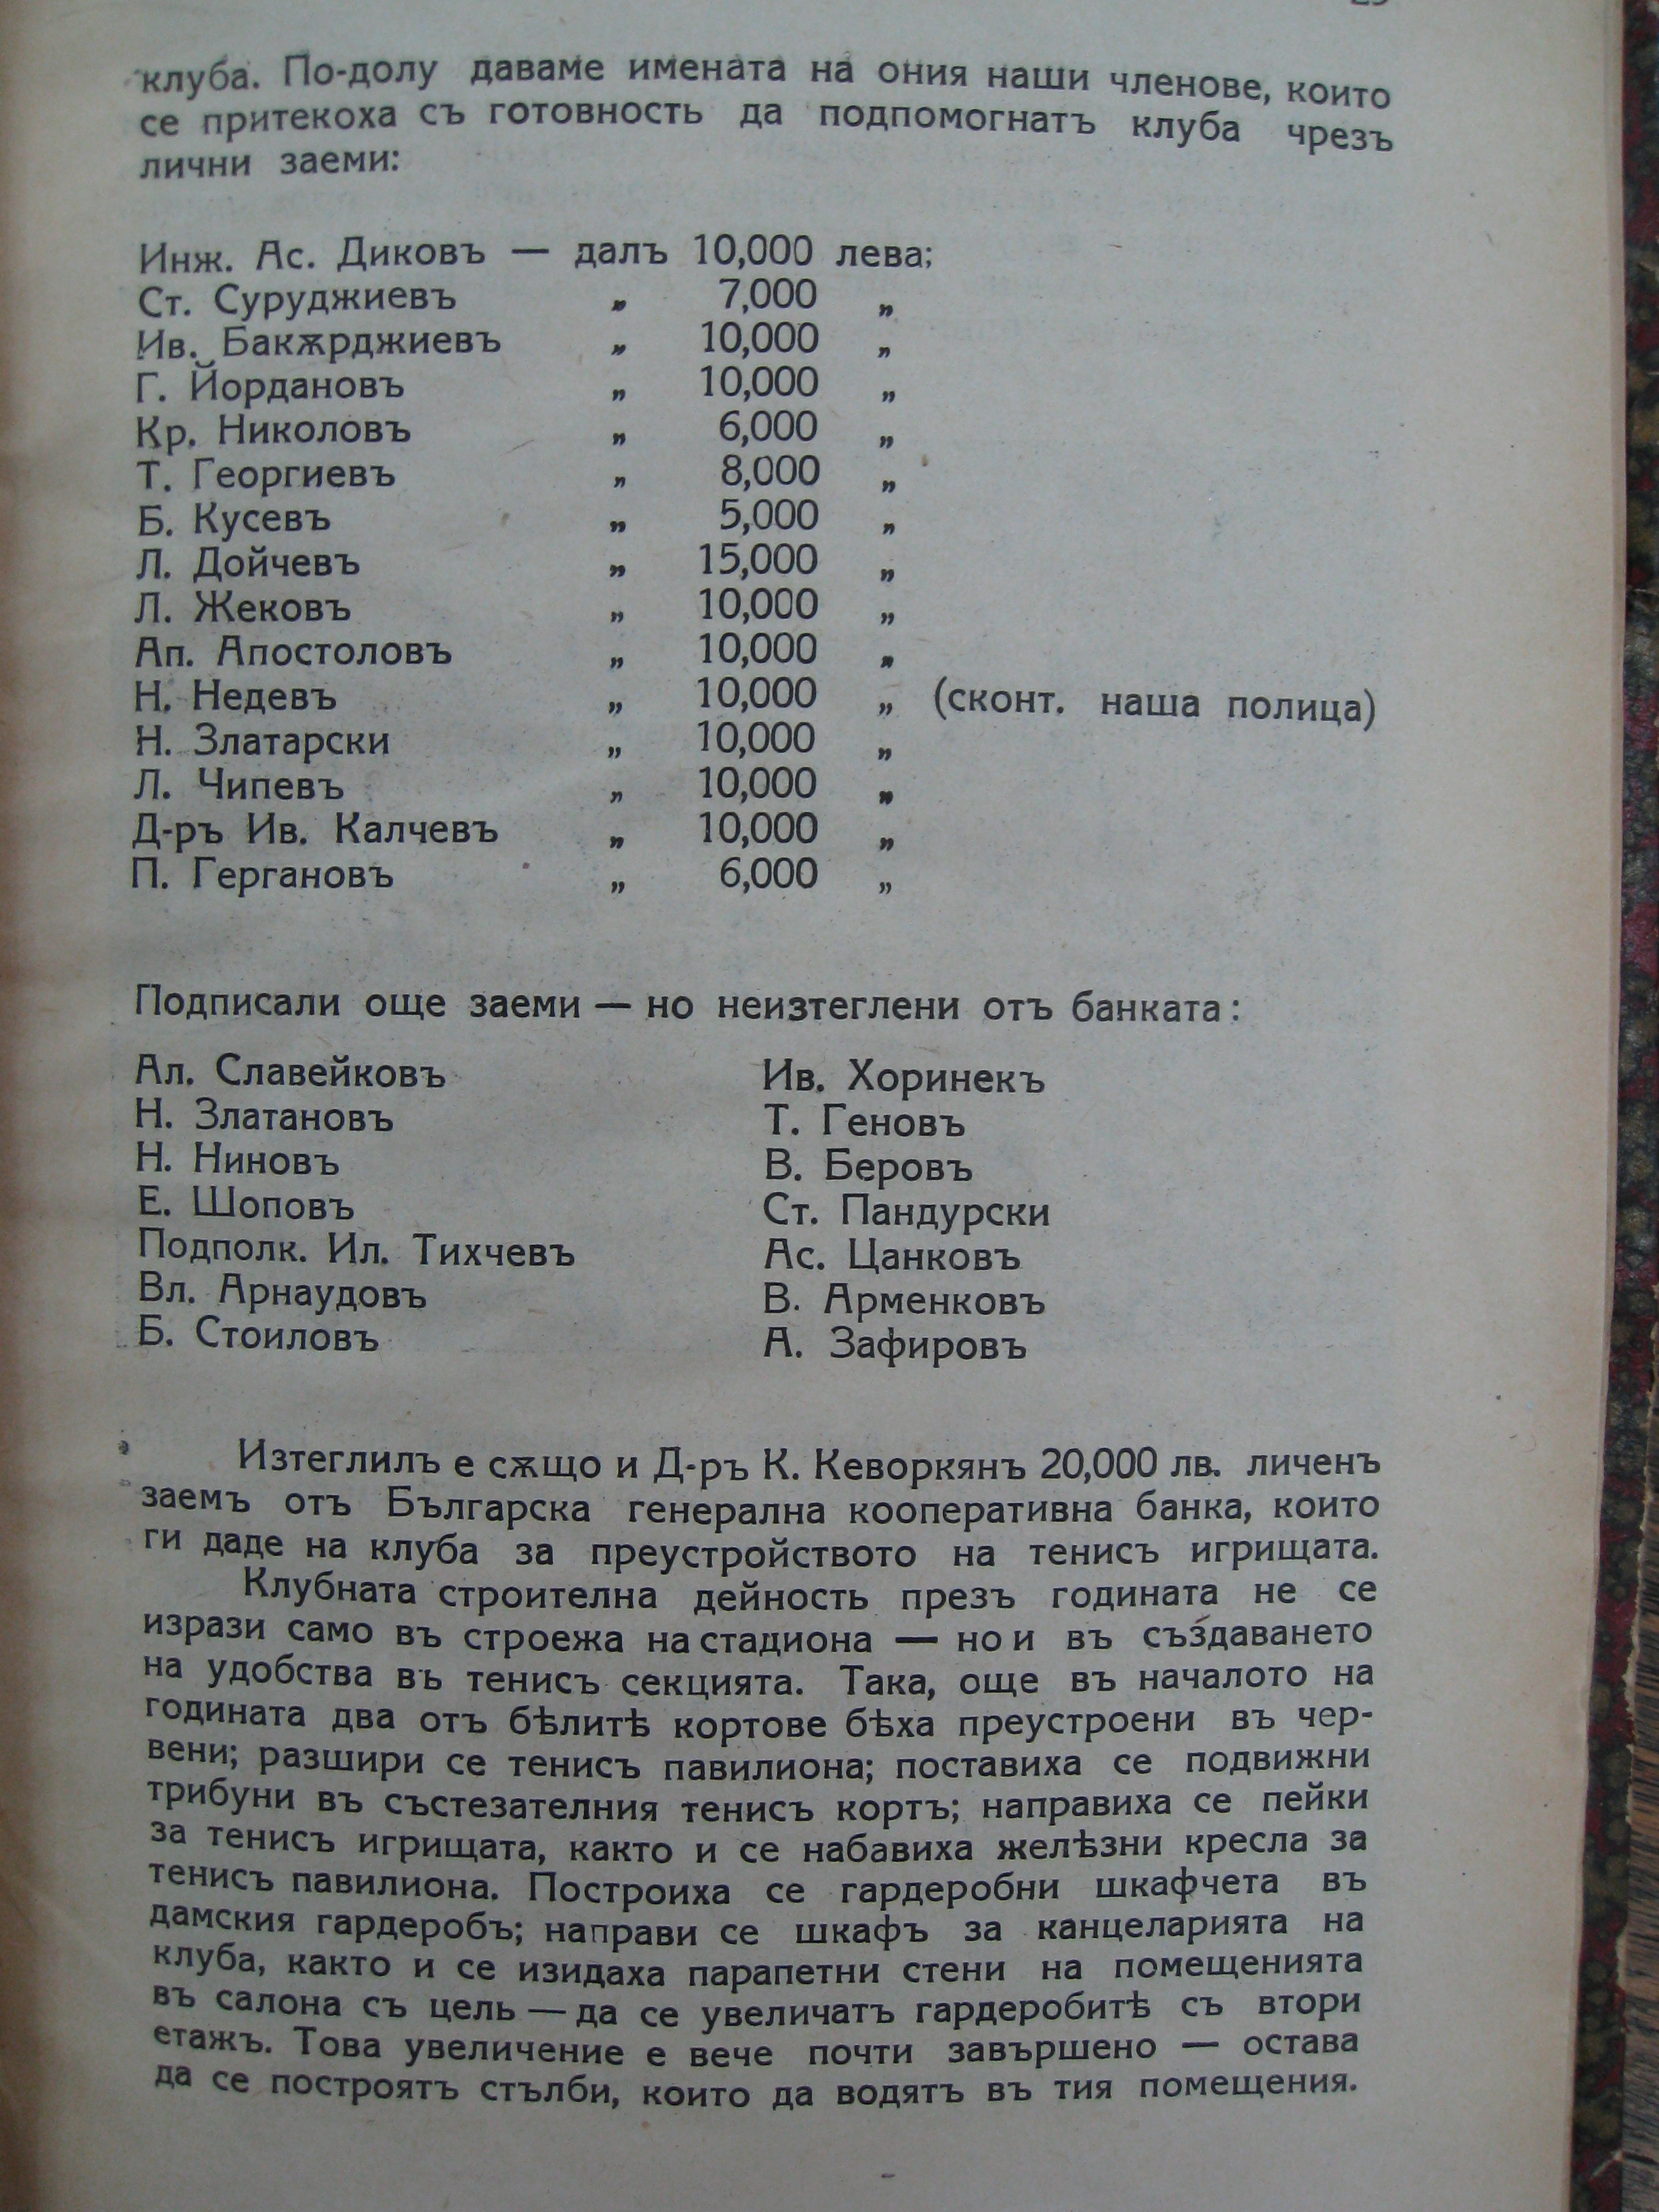 клуба. По-долу даваме имената на ония наши членове, които
се притекоха съ готовность да подпомогнатъ клуба чрезъ
лични заеми:
Инж. Ас. Диковъ — далъ 10,000 лева;
Ст. Суруджиевъ „ 7,000 „
Ив. Бакѫрджиевъ „ 10,000 „
Г. Йордановъ „ 10,000 „
Кр. Николовъ „ 6,000 „
Т. Георгиевъ „ 8,000 „
Б. Кусевъ „ 5,000 „
Л. Дойчевъ „ 15,000 „
Л. Жековъ „ 10,000 „
Ап. Апостоловъ „ 10,000 „
Н. Недевъ „ 10,000 „ (сконт. наша полица)
Н. Златарски „ 10,000 „
Л. Чипевъ „ 10,000 „
Д-ръ Ив. Калчевъ „ 10,000 „
П. Гергановъ „ 6,000 „
Подписали още заеми — но неизтеглени отъ банката:
Ал. Славейковъ Ив. Хоринекъ
Н. Златановъ Т. Геновъ
Н. Ниновъ В. Беровъ
Е. Шоповъ Ст. Пандурски
Подполк. Ил. Тихчевъ Ас. Цанковъ
Вл. Арнаудовъ В. Арменковъ
Б. Стоиловъ А. Зафировъ
Изтеглилъ е сѫщо и Д-ръ К. Кеворкянъ 20,000 лв. личенъ
заемъ отъ Българска генерална кооперативна банка, които
ги даде на клуба за преустройството на тенисъ игрищата.
Клубната строителна дейность презъ годината не се
изрази само въ строежа на стадиона — но и въ създаването
на удобства въ тенисъ секцията. Така, още въ началото на
годината два отъ бѣлитѣ кортове бѣха преустроени въ чер-
вени; разшири се тенисъ павилиона; поставиха се подвижни
трибуни въ състезателния тенисъ кортъ; направиха се пейки
за тенисъ игрищата, както и се набавиха желѣзни кресла за
тенисъ павилиона. Построиха се гардеробни шкафчета въ
дамския гардеробъ; направи се шкафъ за канцеларията на
клуба, както и се изидаха парапетни стени на помещенията
въ салона съ цель — да се увеличатъ гардеробитѣ съ втори
етажъ. Това увеличение е вече почти завършено — остава
да се построятъ стълби, които да водятъ въ тия помещения.